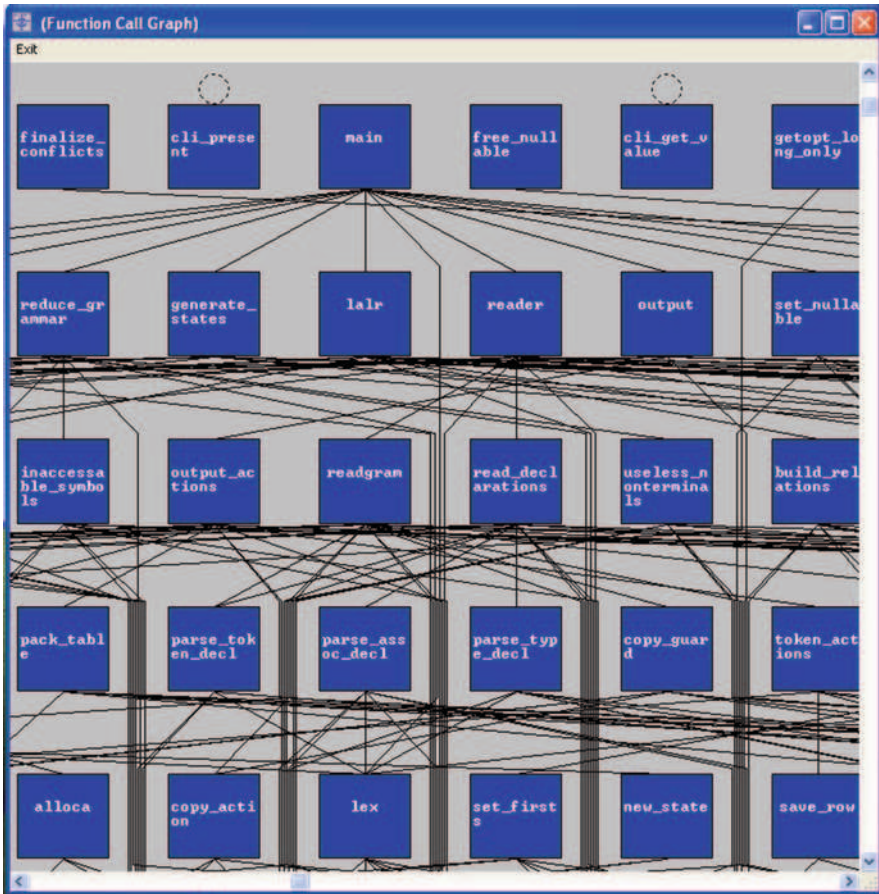 (Function Call Graph)
Exit
finalize_
conflicts
cli_prese
nt
main
free_null
able
cli_get_v
alue
getopt_lo
ng_only
reduce_gr
ammar
generate_
states
lalr
reader
output
set_nulla
ble
inaccessa
ble_symbo
ls
output_ac
tions
readgram
read_decl
arations
useless_n
ontermina
ls
build_rel
ations
pack_tabl
e
parse_tok
en_decl
parse_ass
oc_decl
parse_typ
e_decl
copy_guar
d
token_act
ions
alloca
copy_acti
on
lex
set_first
s
new_state
save_row